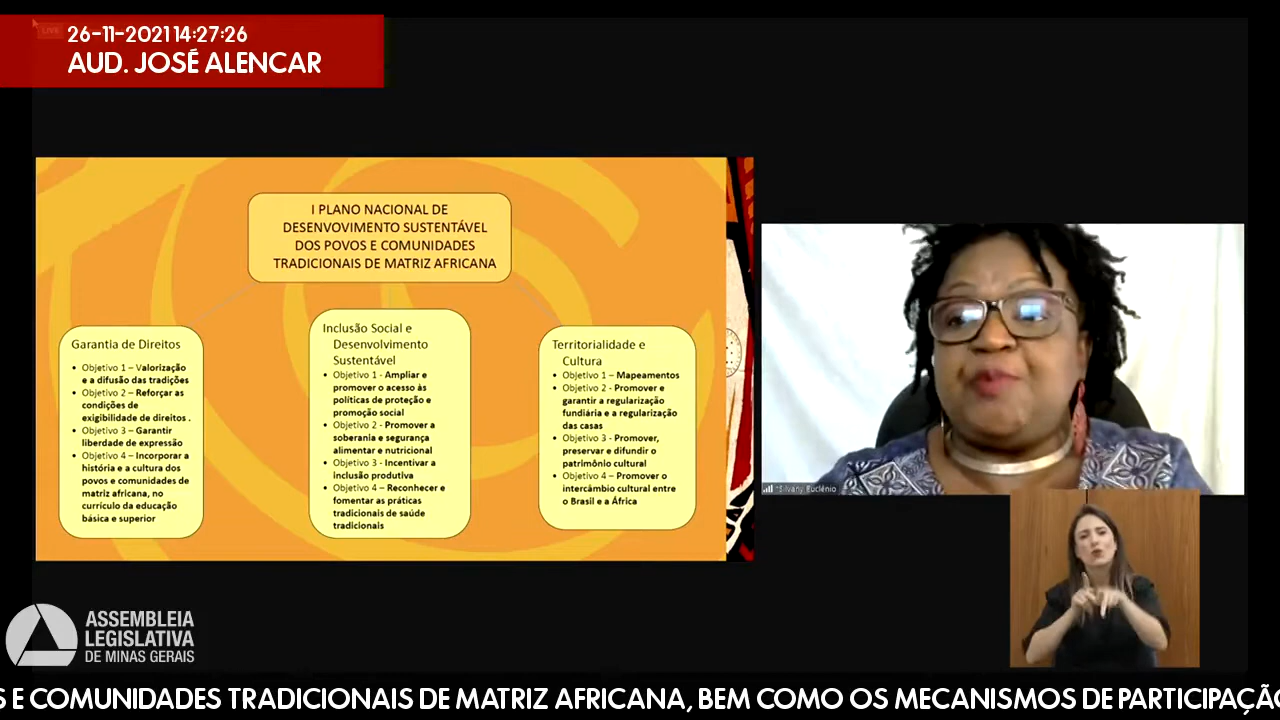 LIVE
26-11-2021 14:27:26
AUD. JOSÉ ALENCAR
I PLANO NACIONAL DE
DESENVOVIMENTO SUSTENTÁVEL
DOS POVOS E COMUNIDADES
TRADICIONAIS DE MATRIZ AFRICANA
Garantia de Direitos
• Objetivo 1 – Valorização
e a difusão das tradições
• Objetivo 2 – Reforçar as
condições de
exigibilidade de direitos .
• Objetivo 3 – Garantir
liberdade de expressão
• Objetivo 4 – Incorporar a
história e a cultura dos
povos e comunidades de
matriz africana, no
currículo da educação
básica e superior
Inclusão Social e
Desenvolvimento
Sustentável
• Objetivo 1 - Ampliar e
promover o acesso às
políticas de proteção e
promoção social
• Objetivo 2 - Promover a
soberania e segurança
alimentar e nutricional
• Objetivo 3 - Incentivar a
inclusão produtiva
• Objetivo 4 – Reconhecer e
fomentar as práticas
tradicionais de saúde
tradicionais
Territorialidade e
Cultura
• Objetivo 1 – Mapeamentos
• Objetivo 2 - Promover e
garantir a regularização
fundiária e a regularização
das casas
• Objetivo 3 - Promover,
preservar e difundir o
patrimônio cultural
• Objetivo 4 – Promover o
intercâmbio cultural entre
o Brasil e a África
Silvany Euclênio
ASSEMBLEIA
LEGISLATIVA
DE MINAS GERAIS
S E COMUNIDADES TRADICIONAIS DE MATRIZ AFRICANA, BEM COMO OS MECANISMOS DE PARTICIPAÇÃO